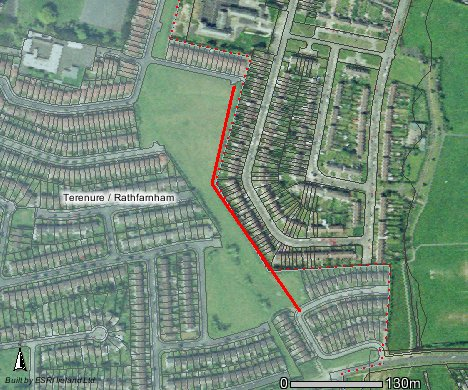 Terenure / Rathfarnham
Built by ESRI Ireland Ltd
0 130m